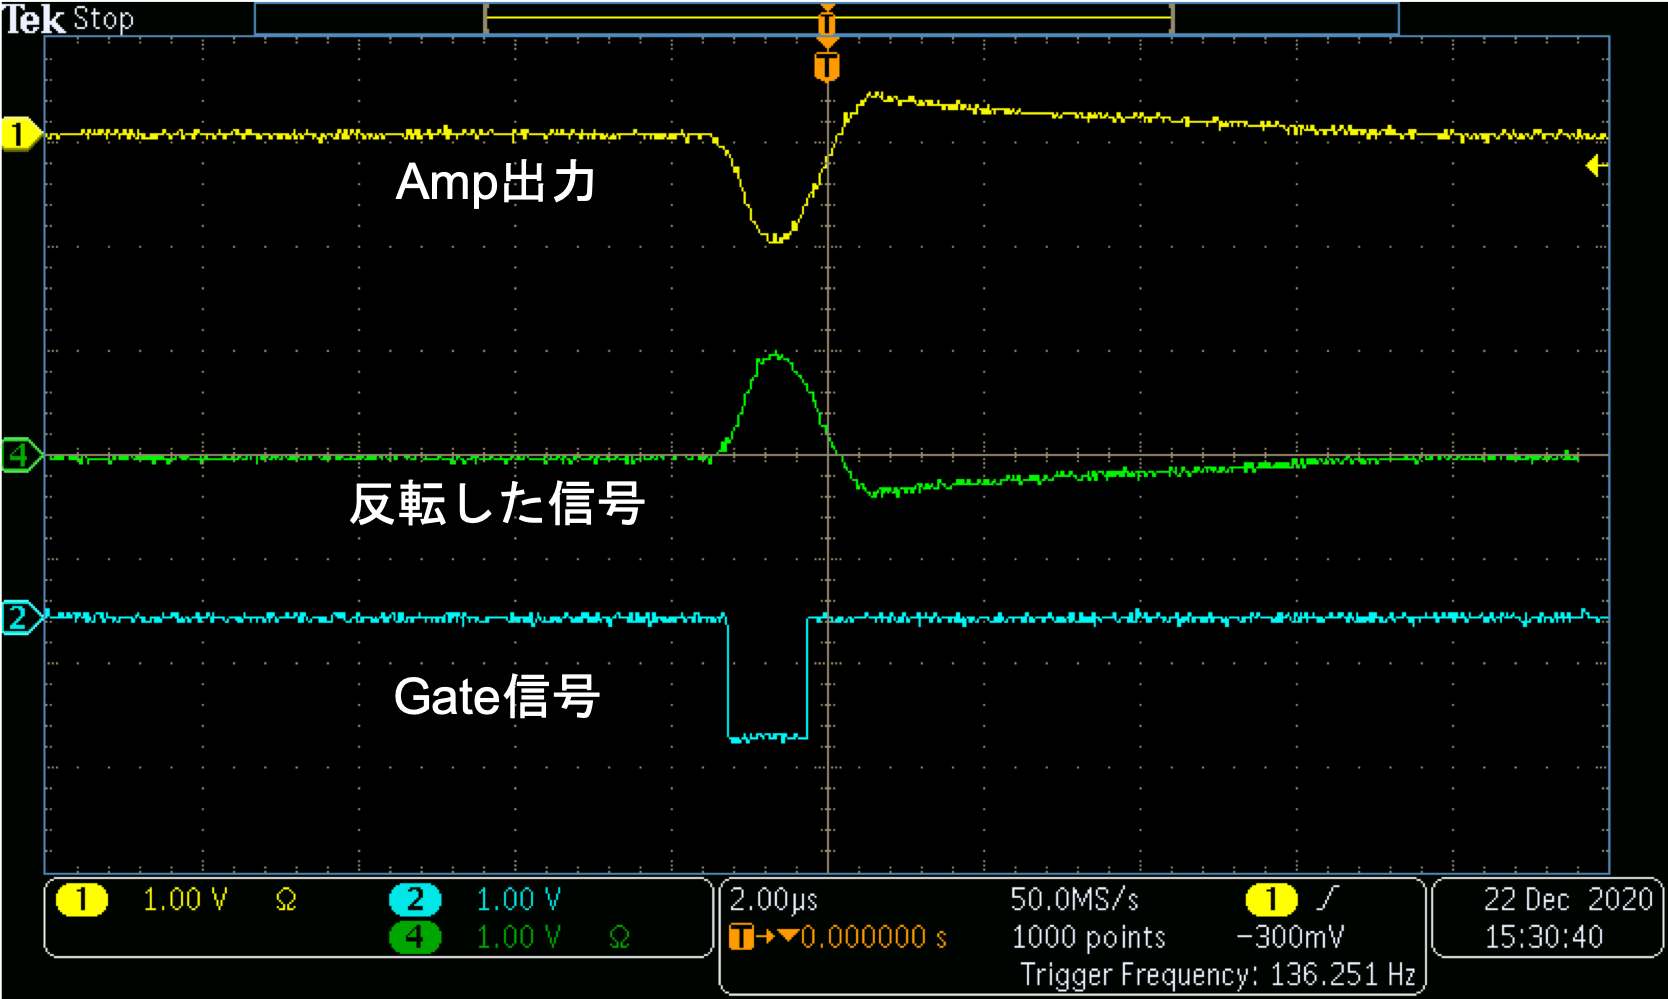 Tek Stop
T
T
1
Amp出力
4
反転した信号
2
Gate信号
1 1.00 V Ω 2 1.00 V
4 1.00 V Ω
2.00μs 50.0MS/s 1
T→▼0.000000 s 1000 points −300mV
Trigger Frequency: 136.251 Hz
22 Dec 2020
15:30:40